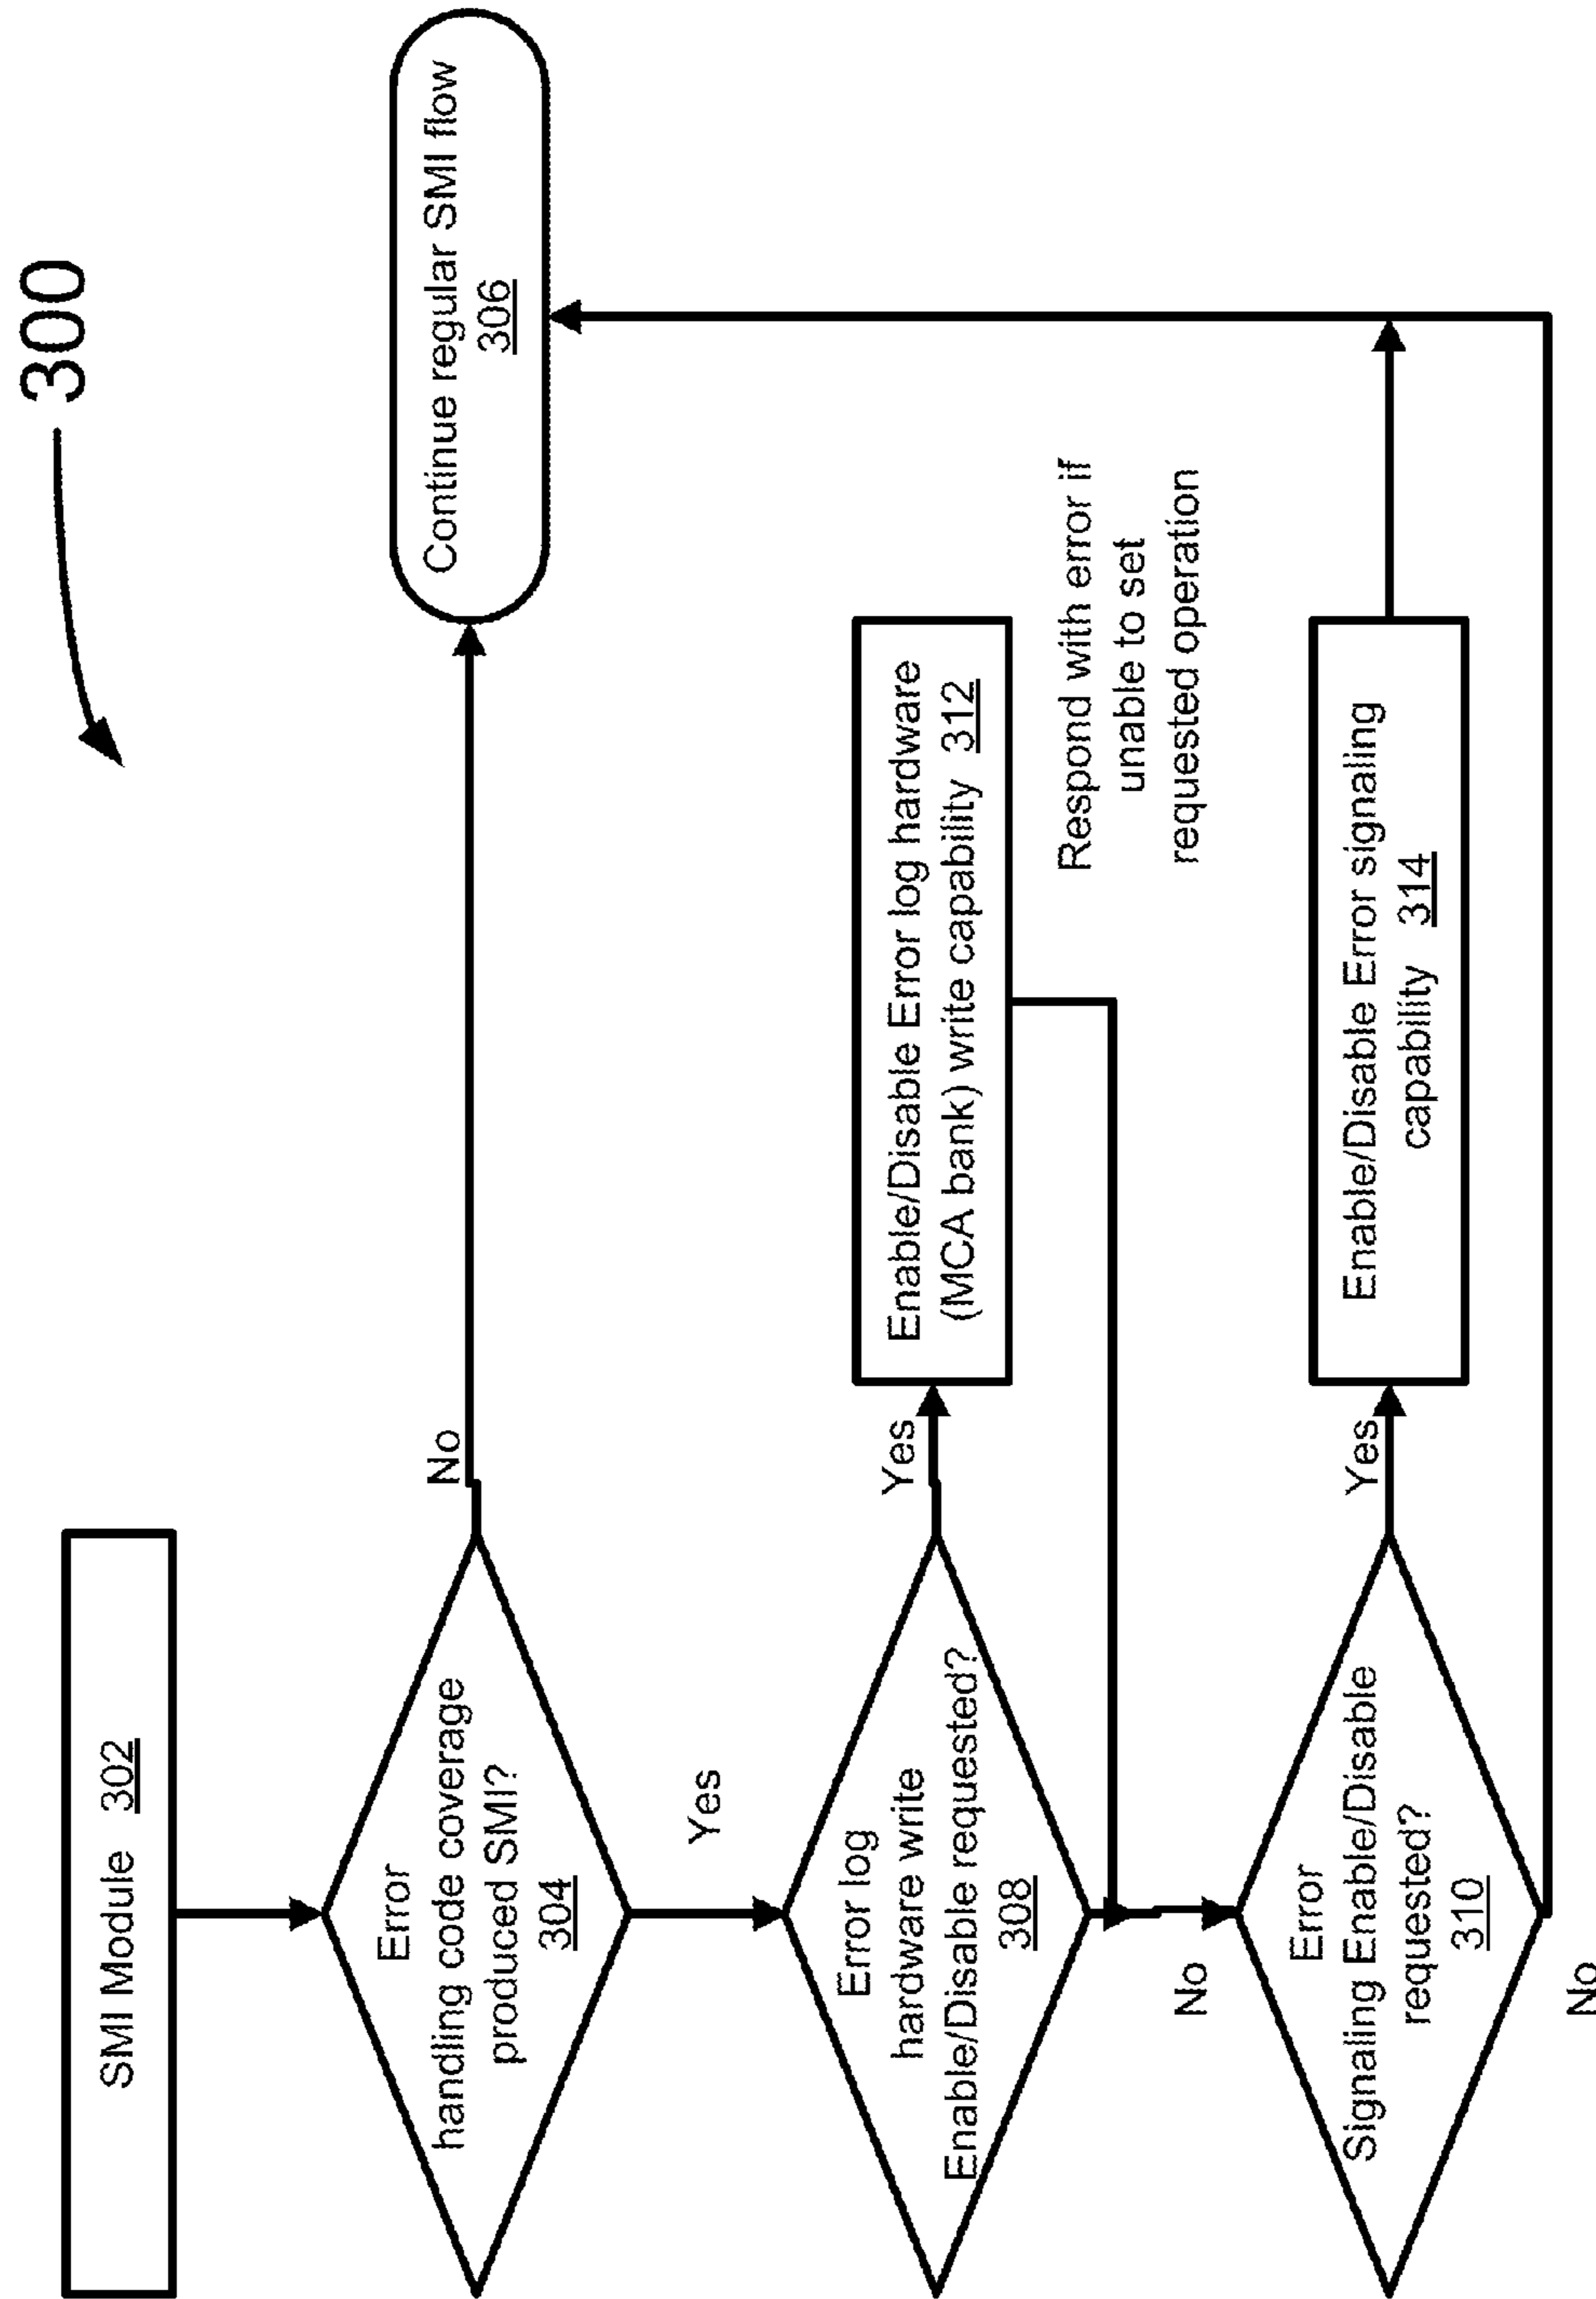 300
SMI Module 302
Error
handling code coverage
produced SMI?
304
No
Continue regular SMI flow
306
Yes
Error log
hardware write
Enable/Disable requested?
308
Yes
Enable/Disable Error log hardware
(MCA bank) write capability 312
Respond with error if
unable to set
requested operation
No
Error
Signaling Enable/Disable
requested?
310
Yes
Enable/Disable Error signaling
capability 314
No